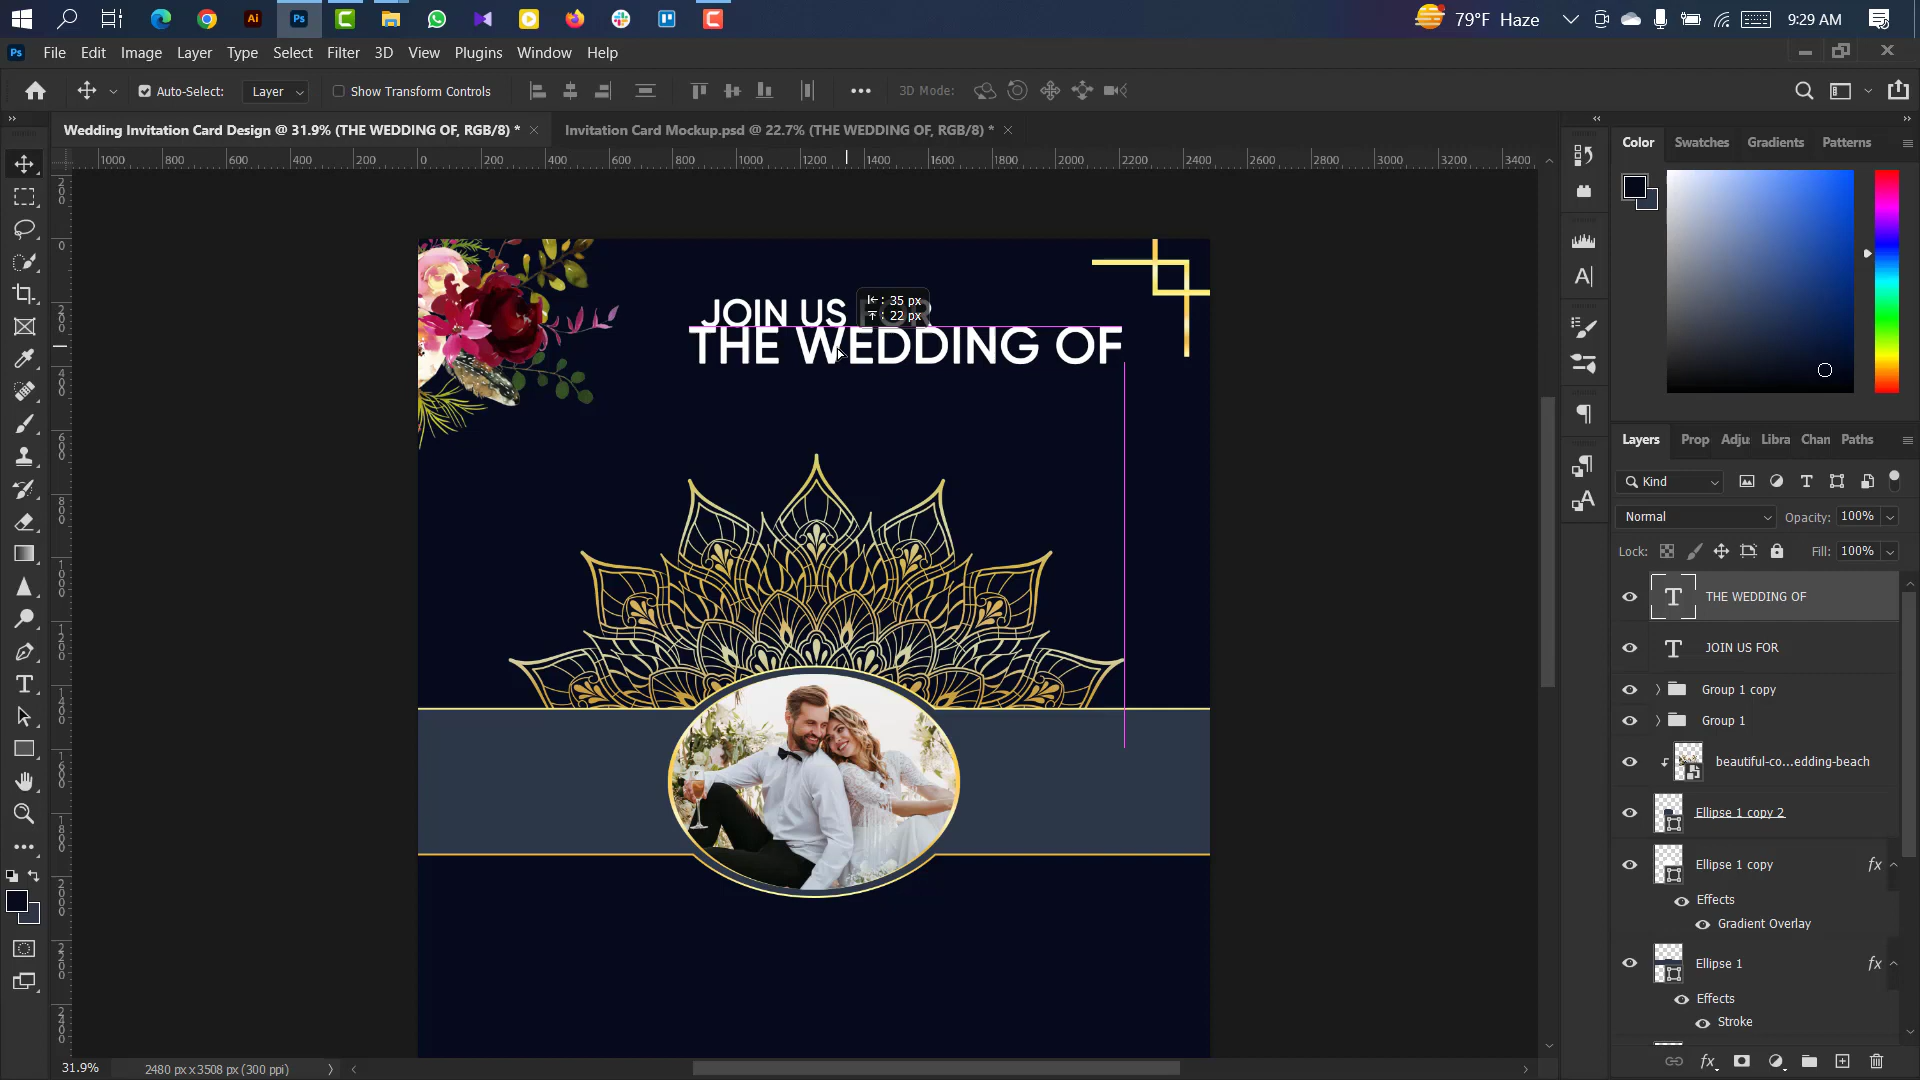 79°F Haze
9:29 AM
Ps
File Edit Image Layer Type Select Filter 3D View Plugins Window Help
Auto-Select: Layer Show Transform Controls 3D Mode:
Wedding Invitation Card Design @ 31.9% (THE WEDDING OF, RGB/8) * Invitation Card Mockup.psd @ 22.7% (THE WEDDING OF, RGB/8) *
1000 800 600 400 200 0 200 400 600 800 1000 1200 1400 1600 1800 2000 2200 2400 2600 2800 3000 3200 3400
JOIN US FOR
35 px
22 px
THE WEDDING OF
Color Swatches Gradients Patterns
Layers Prop Adju Libra Chan Paths
Kind
Normal Opacity: 100%
Lock: Fill: 100%
THE WEDDING OF
JOIN US FOR
Group 1 copy
Group 1
beautiful-co...edding-beach
Ellipse 1 copy 2
Ellipse 1 copy fx
Effects
Gradient Overlay
Ellipse 1 fx
Effects
Stroke
31.9% 2480 px x 3508 px (300 ppi)